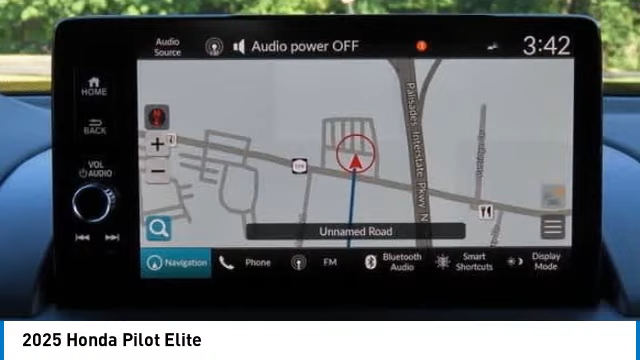 Audio
Source
Audio power OFF
3:42
HOME
BACK
VOL
AUDIO
+
−
Palisades Interstate Pkwy N
Unnamed Road
Navigation
Phone
FM
Bluetooth
Audio
Smart
Shortcuts
Display
Mode
2025 Honda Pilot Elite